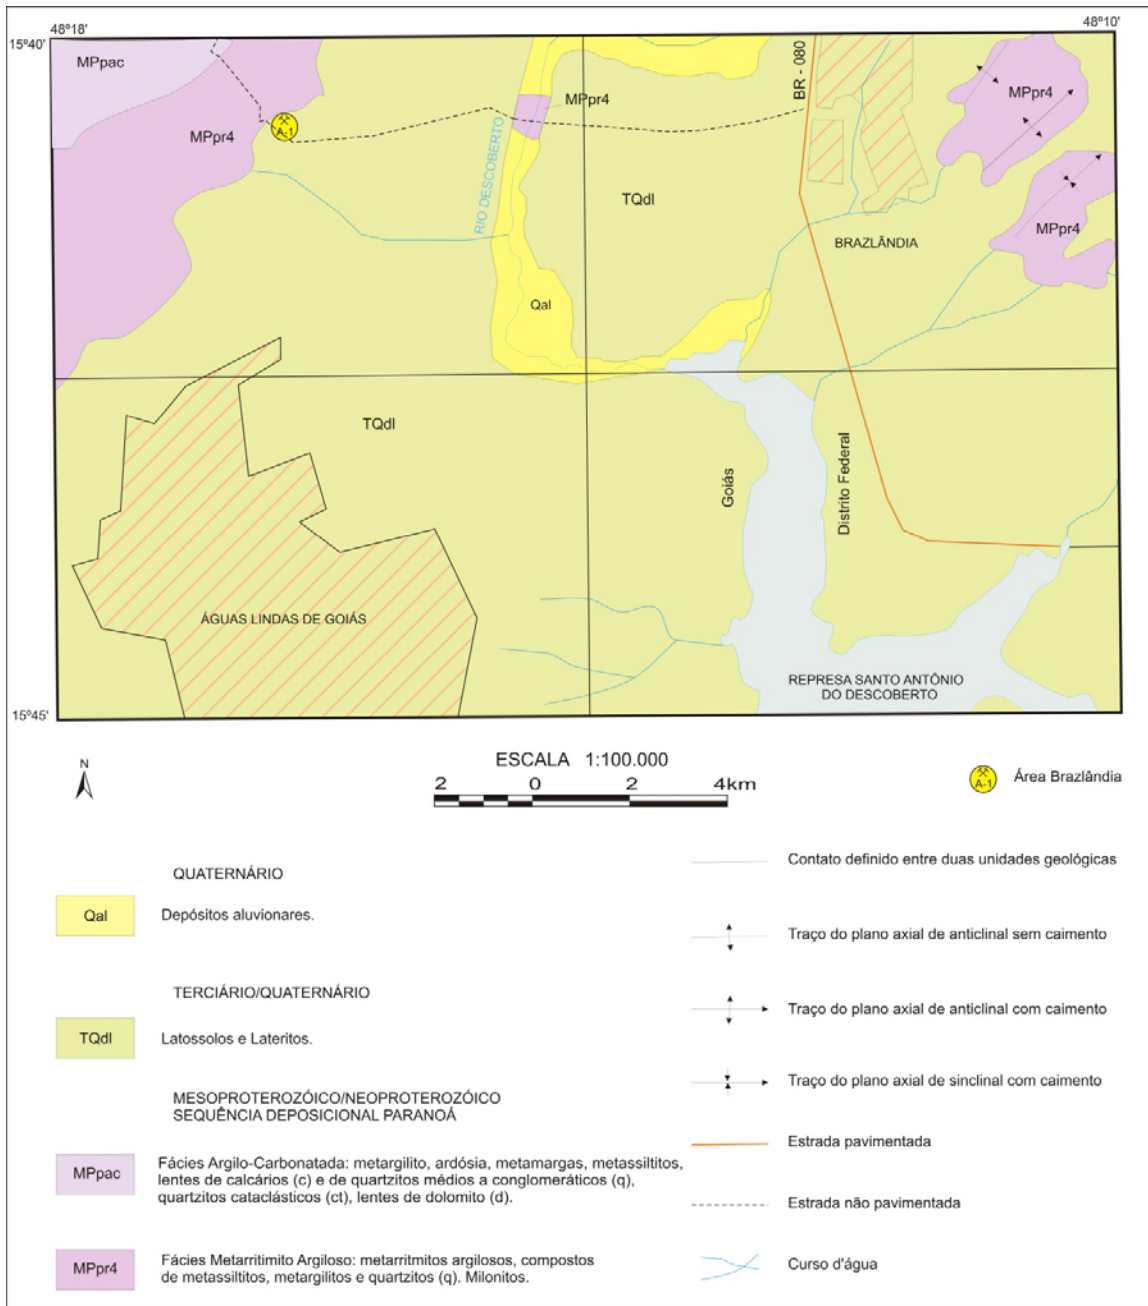 48º18'
48º10'
15º40'
MPpac
MPpr4
A-1
RIO DESCOBERTO
MPpr4
BR - 080
MPpr4
TQdl
MPpr4
BRAZLÂNDIA
Qal
TQdl
Goiás
Distrito Federal
ÁGUAS LINDAS DE GOIÁS
REPRESA SANTO ANTÔNIO
DO DESCOBERTO
15º45'
N
ESCALA 1:100.000
2 0 2 4km
A-1
Área Brazlândia
QUATERNÁRIO
Qal
Depósitos aluvionares.
TERCIÁRIO/QUATERNÁRIO
TQdl
Latossolos e Lateritos.
MESOPROTEROZÓICO/NEOPROTEROZÓICO
SEQUÊNCIA DEPOSICIONAL PARANOÁ
MPpac
Fácies Argilo-Carbonatada: metargilito, ardósia, metamargas, metassiltitos,
lentes de calcários (c) e de quartzitos médios a conglomeráticos (q),
quartzitos cataclásticos (ct), lentes de dolomito (d).
MPpr4
Fácies Metarritimito Argiloso: metarritmitos argilosos, compostos
de metassiltitos, metargilitos e quartzitos (q). Milonitos.
Contato definido entre duas unidades geológicas
Traço do plano axial de anticlinal sem caimento
Traço do plano axial de anticlinal com caimento
Traço do plano axial de sinclinal com caimento
Estrada pavimentada
Estrada não pavimentada
Curso d'água